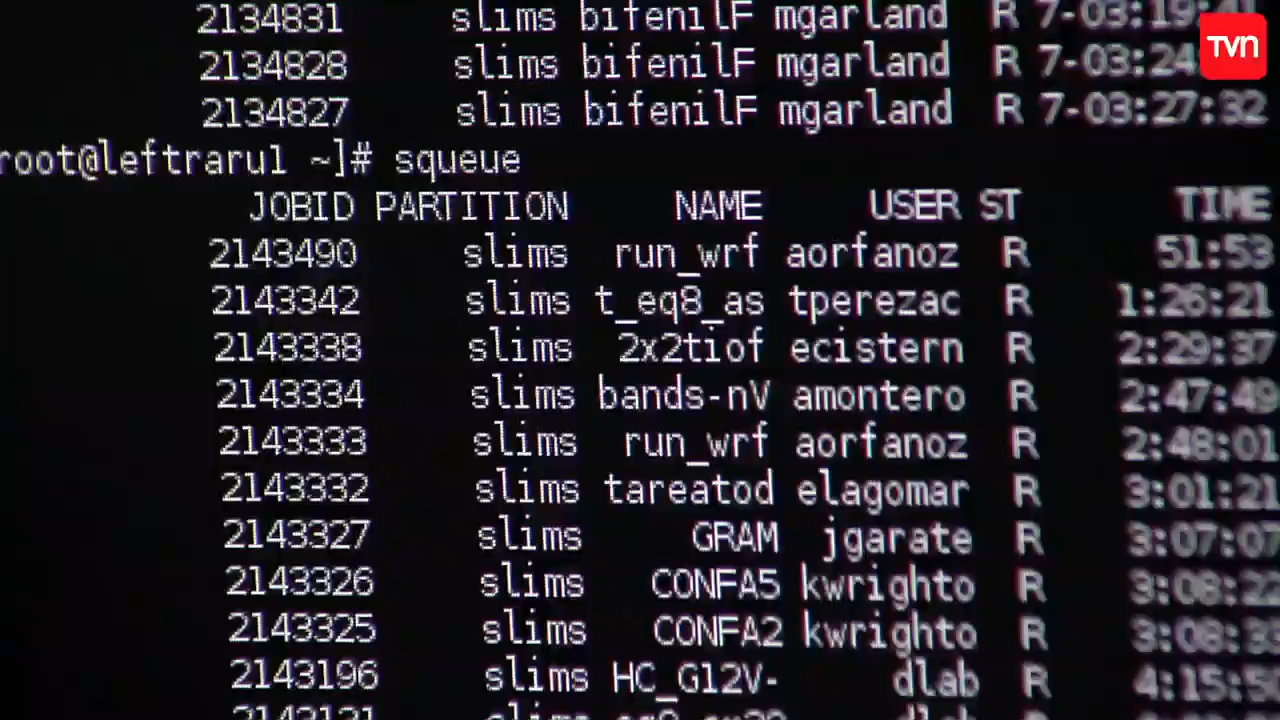 2134831 slims bifenilF mgarland R 7-03:19:41
tvn
2134828 slims bifenilF mgarland R 7-03:24
2134827 slims bifenilF mgarland R 7-03:27:32
root@leftraru1 ~]# squeue
JOBID PARTITION NAME USER ST TIME
2143490 slims run_wrf aorfanoz R 51:53
2143342 slims t_eq8_as tperezac R 1:26:21
2143338 slims 2x2tiof ecistern R 2:29:37
2143334 slims bands-nV amontero R 2:47:49
2143333 slims run_wrf aorfanoz R 2:48:01
2143332 slims tareatod elagomar R 3:01:21
2143327 slims GRAM jgarate R 3:07:07
2143326 slims CONFA5 kwrighto R 3:08:22
2143325 slims CONFA2 kwrighto R 3:08:33
2143196 slims HC_G12V- dlab R 4:15:50
2143131 slims dlab